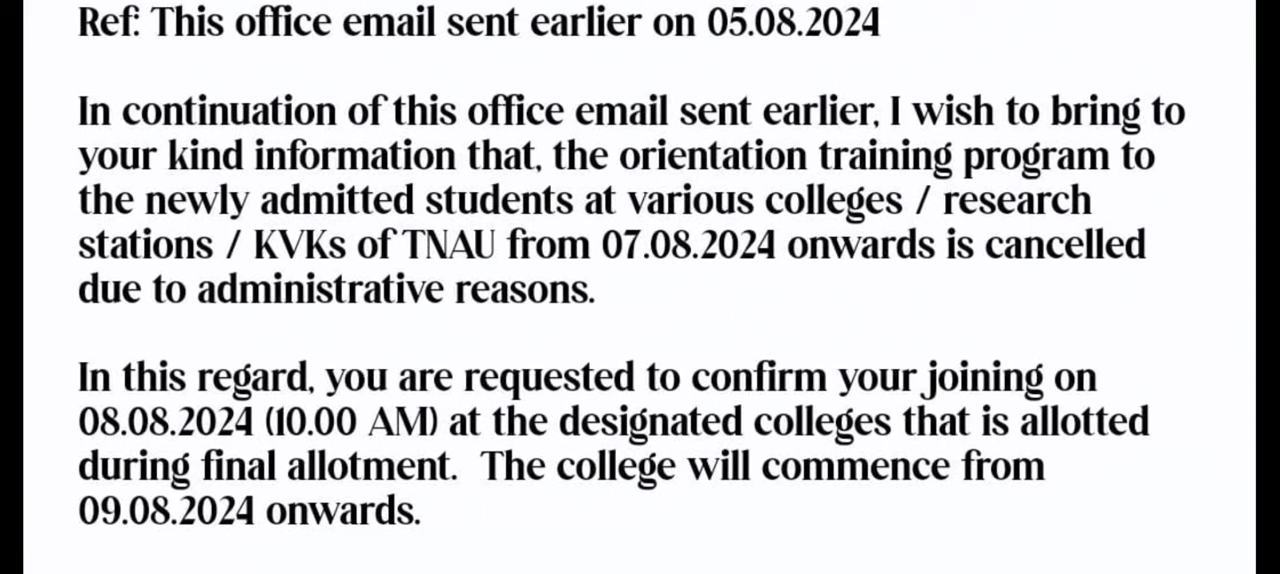 Ref: This office email sent earlier on 05.08.2024
In continuation of this office email sent earlier, I wish to bring to
your kind information that, the orientation training program to
the newly admitted students at various colleges / research
stations / KVKs of TNAU from 07.08.2024 onwards is cancelled
due to administrative reasons.
In this regard, you are requested to confirm your joining on
08.08.2024 (10.00 AM) at the designated colleges that is allotted
during final allotment.  The college will commence from
09.08.2024 onwards.